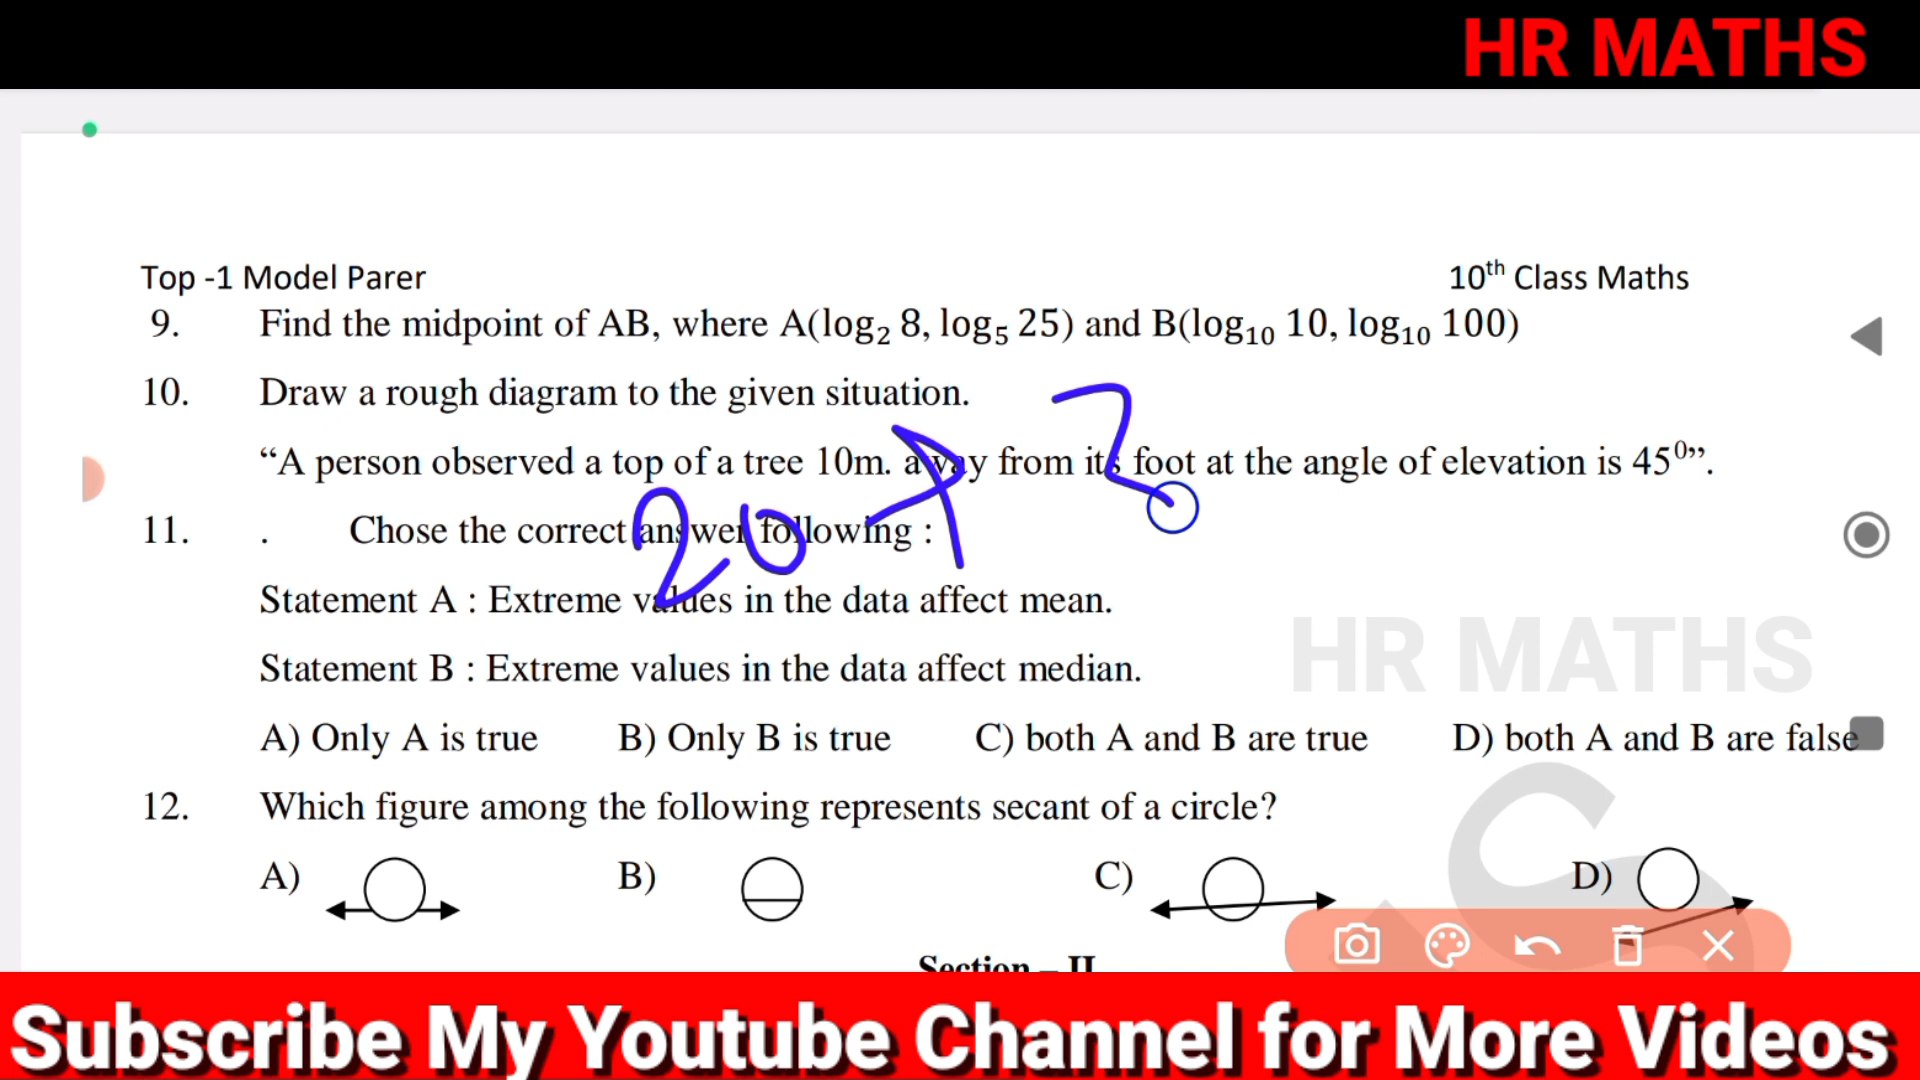 HR MATHS
Top -1 Model Parer 10th Class Maths
9. Find the midpoint of AB, where A(log₂ 8, log₅ 25) and B(log₁₀ 10, log₁₀ 100)
10. Draw a rough diagram to the given situation.
“A person observed a top of a tree 10m. away from its foot at the angle of elevation is 45⁰”.
11. . Chose the correct answer following :
20
Statement A : Extreme values in the data affect mean.
HR MATHS
Statement B : Extreme values in the data affect median.
A) Only A is true B) Only B is true C) both A and B are true D) both A and B are false
12. Which figure among the following represents secant of a circle?
A) B) C) D)
Section – II
Subscribe My Youtube Channel for More Videos